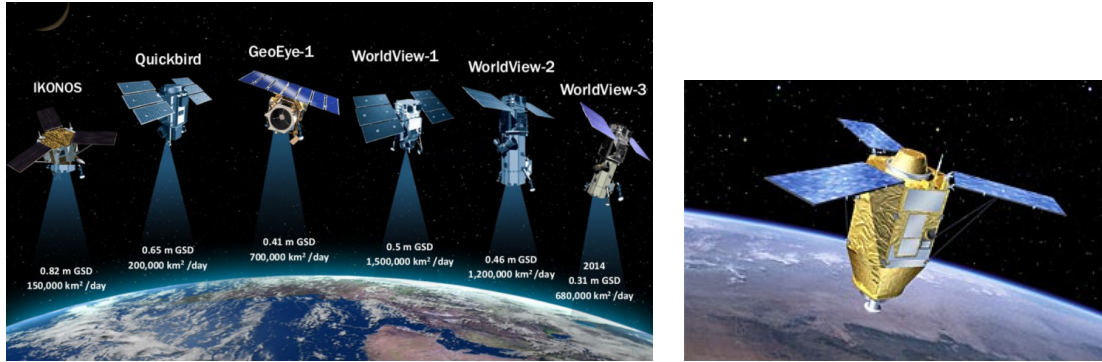 IKONOS
0.82 m GSD
150,000 km² /day
Quickbird
0.65 m GSD
200,000 km² /day
GeoEye-1
0.41 m GSD
700,000 km² /day
WorldView-1
0.5 m GSD
1,500,000 km² /day
WorldView-2
0.46 m GSD
1,200,000 km² /day
WorldView-3
2014
0.31 m GSD
680,000 km² /day